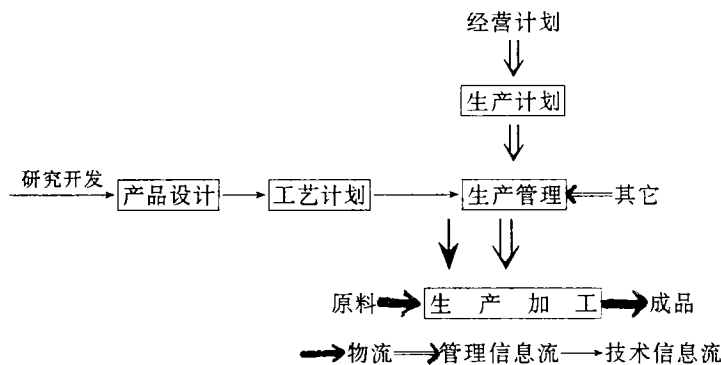 经营计划
生产计划
研究开发
产品设计
工艺计划
生产管理
其它
原料
生产加工
成品
物流
管理信息流
技术信息流